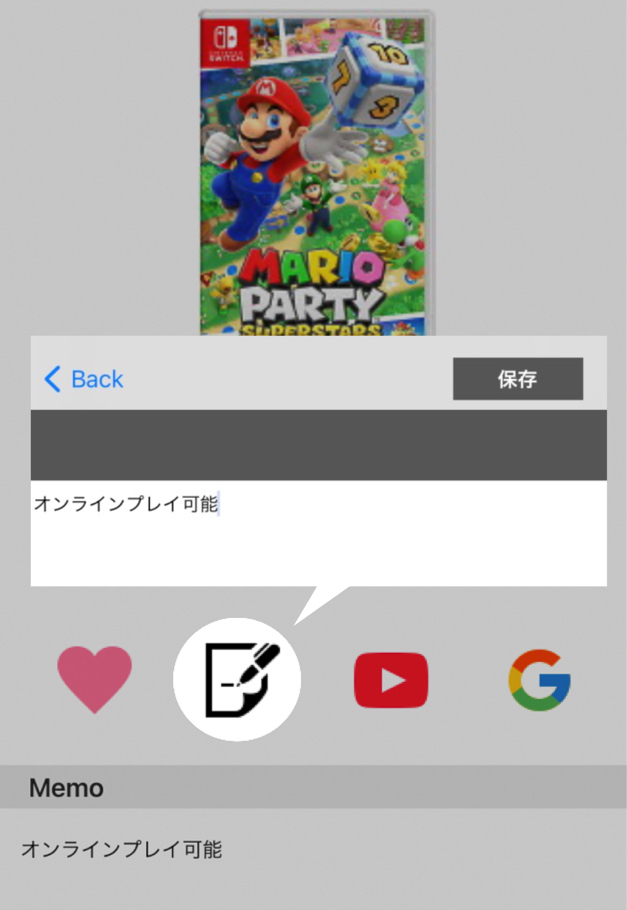 NINTENDO
SWITCH
10
1
3
MARIO
PARTY
SUPERSTARS
Back
保存
オンラインプレイ可能
Memo
オンラインプレイ可能